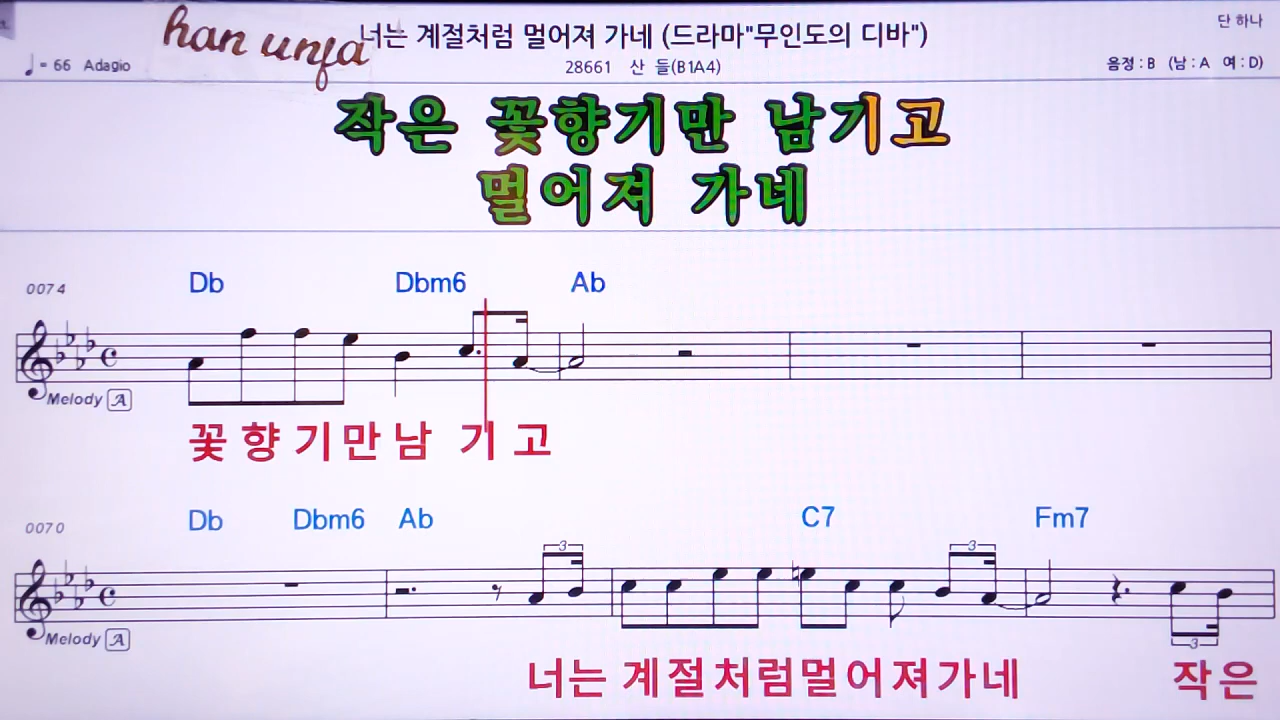 han unfa
너는 계절처럼 멀어져 가네 (드라마"무인도의 디바")
단 하나
♩= 66 Adagio
28661 산 들(B1A4)
음정 : B (남 : A 여 : D)
작은 꽃향기만 남기고
멀어져 가네
0074 Db Dbm6 Ab
Melody A
꽃 향 기 만 남 기 고
0070 Db Dbm6 Ab C7 Fm7
3 3
Melody A
3
너는 계절처럼멀어져가네 작은